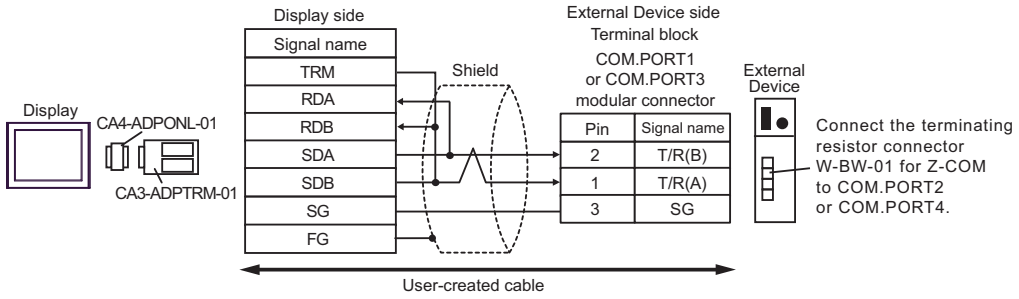 Display side
Signal name
TRM
RDA
RDB
SDA
SDB
SG
FG
Shield
External Device side
Terminal block
COM.PORT1
or COM.PORT3
modular connector
Pin Signal name
2 T/R(B)
1 T/R(A)
3 SG
External
Device
Display
CA4-ADPONL-01
CA3-ADPTRM-01
Connect the terminating
resistor connector
W-BW-01 for Z-COM
to COM.PORT2
or COM.PORT4.
User-created cable